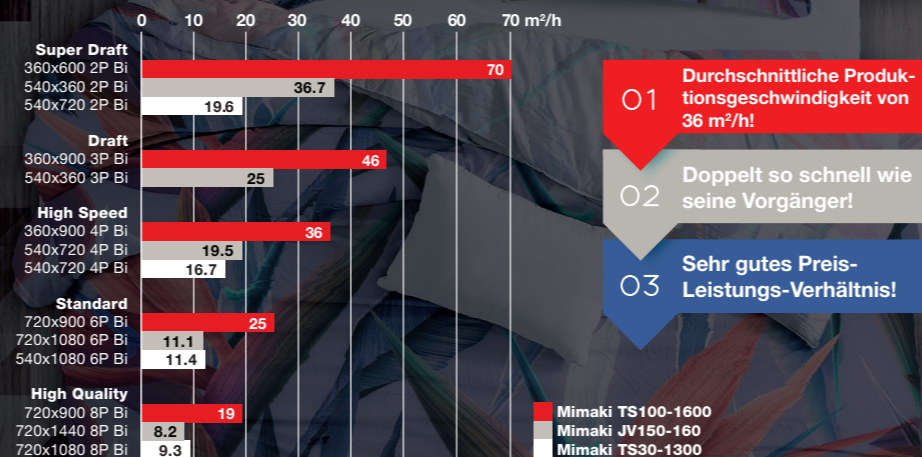 0 10 20 30 40 50 60 70 m²/h
Super Draft
360x600 2P Bi 70
540x360 2P Bi 36.7
540x720 2P Bi 19.6
Draft
360x900 3P Bi 46
540x360 3P Bi 25
High Speed
360x900 4P Bi 36
540x720 4P Bi 19.5
540x720 4P Bi 16.7
Standard
720x900 6P Bi 25
720x1080 6P Bi 11.1
540x1080 6P Bi 11.4
High Quality
720x900 8P Bi 19
720x1440 8P Bi 8.2
720x1080 8P Bi 9.3
01
Durchschnittliche Produk-
tionsgeschwindigkeit von
36 m²/h!
02
Doppelt so schnell wie
seine Vorgänger!
03
Sehr gutes Preis-
Leistungs-Verhältnis!
Mimaki TS100-1600
Mimaki JV150-160
Mimaki TS30-1300